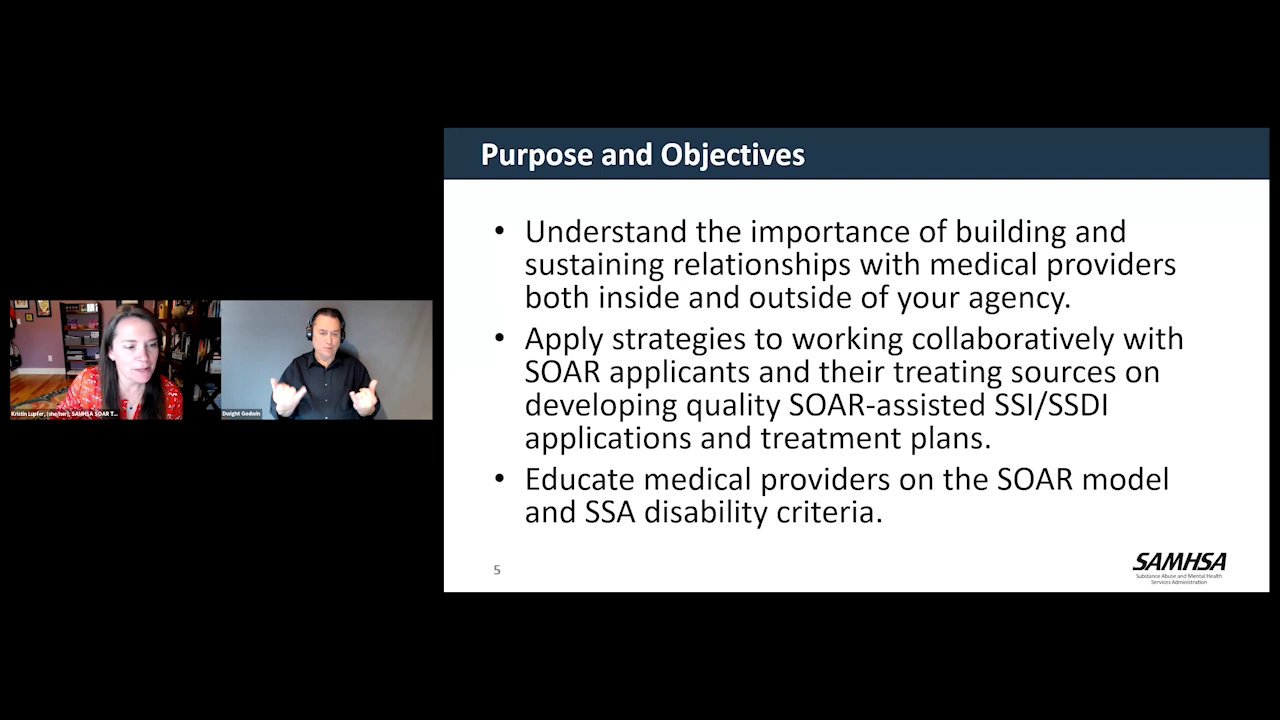 Purpose and Objectives
• Understand the importance of building and
sustaining relationships with medical providers
both inside and outside of your agency.
• Apply strategies to working collaboratively with
SOAR applicants and their treating sources on
developing quality SOAR-assisted SSI/SSDI
applications and treatment plans.
• Educate medical providers on the SOAR model
and SSA disability criteria.
5
SAMHSA
Substance Abuse and Mental Health
Services Administration
Kristin Lupfer, (she/her), SAMHSA SOAR T...
Dwight Godwin